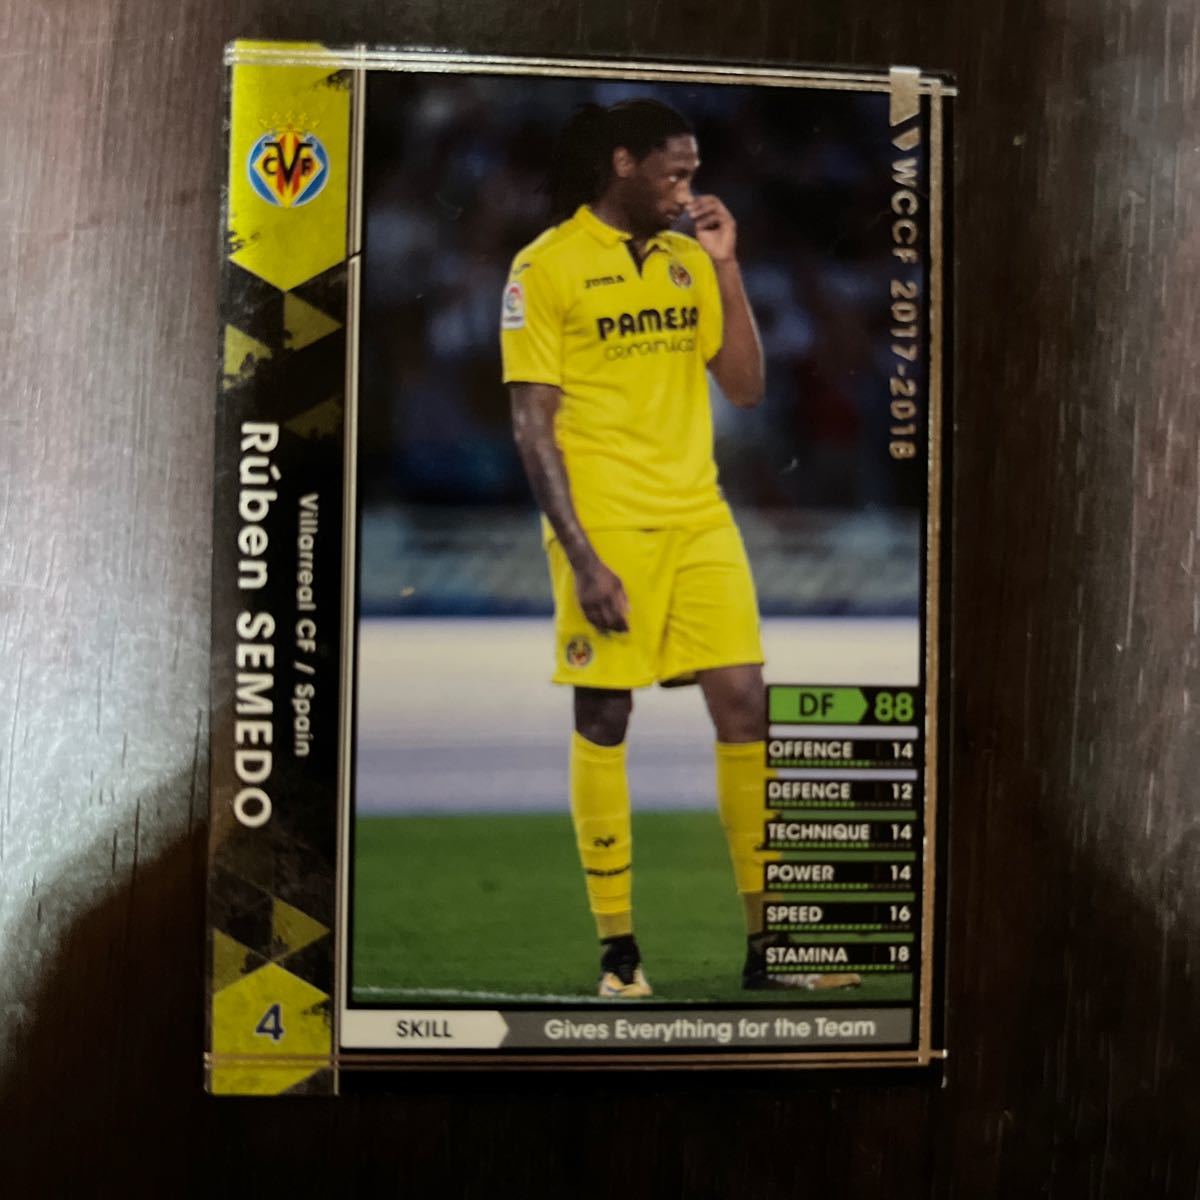 CVF
WCCF 2017-2018
Rúben SEMEDO
Villarreal CF / Spain
4
Joma
PAMESA
ceramica
DF 88
OFFENCE 14
DEFENCE 12
TECHNIQUE 14
POWER 14
SPEED 16
STAMINA 18
SKILL Gives Everything for the Team